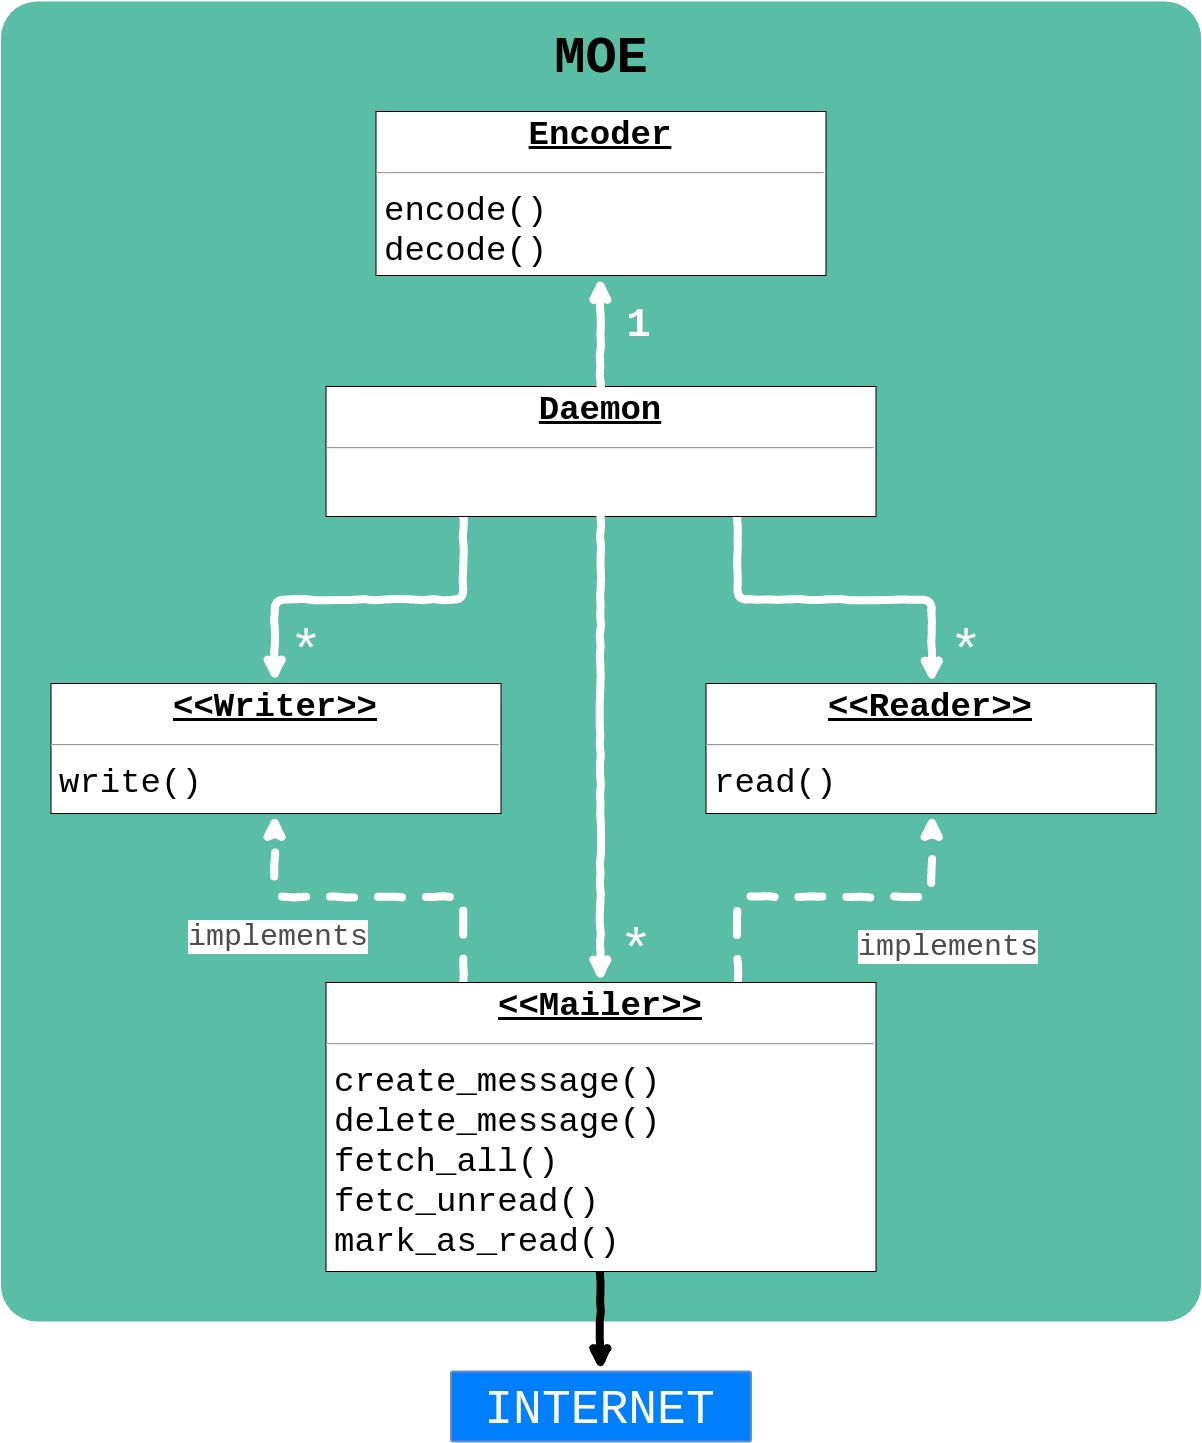 MOE
Encoder
encode()
decode()
1
Daemon
*
*
<<Writer>>
write()
<<Reader>>
read()
implements
implements
*
<<Mailer>>
create_message()
delete_message()
fetch_all()
fetc_unread()
mark_as_read()
INTERNET